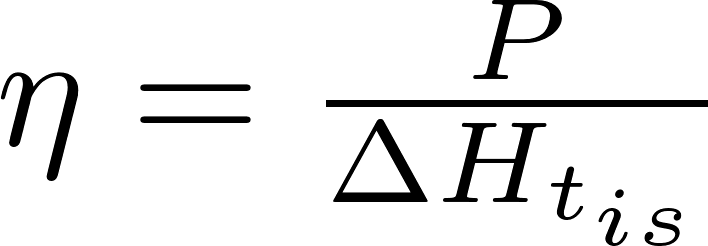 η = P / ΔH_{t_{is}}